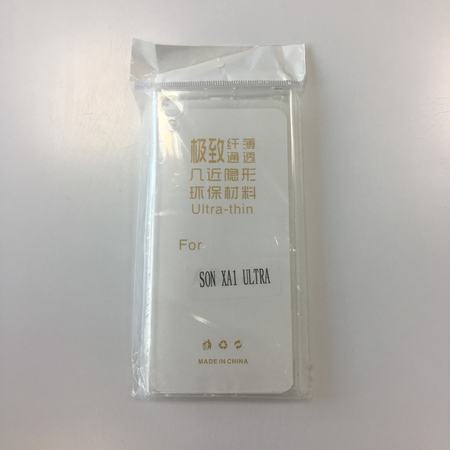 极致纤薄
通透
几近隐形
环保材料
Ultra-thin
For
SON XA1 ULTRA
MADE IN CHINA